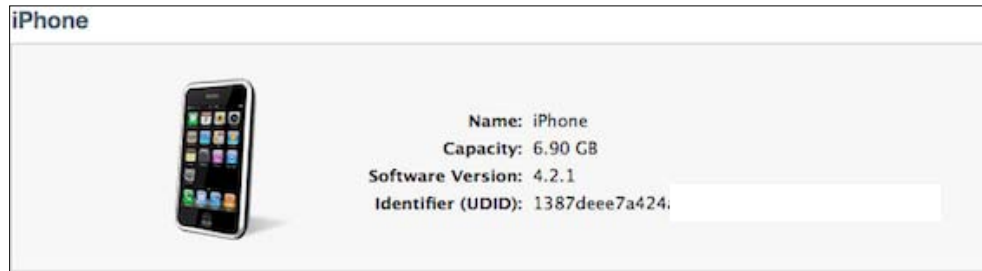 iPhone
Name: iPhone
Capacity: 6.90 GB
Software Version: 4.2.1
Identifier (UDID): 1387deee7a424